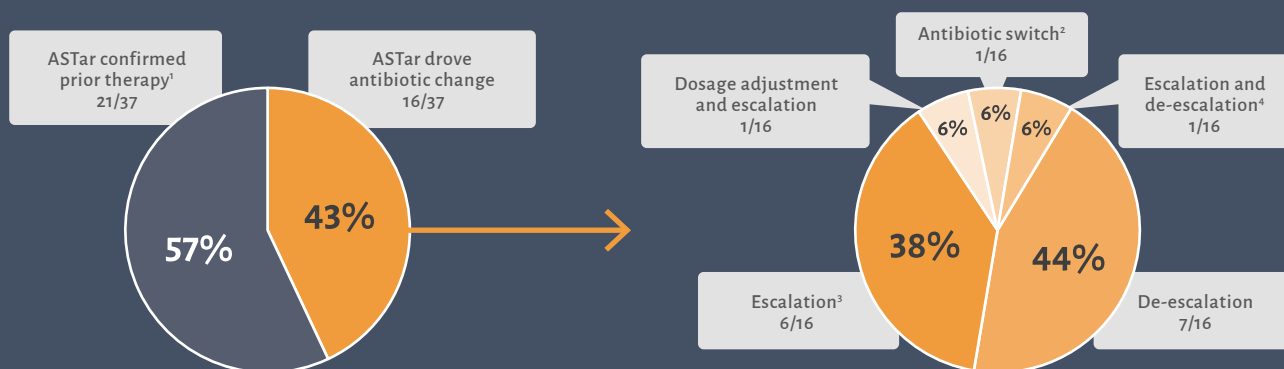 ASTar confirmed
prior therapy¹
21/37
ASTar drove
antibiotic change
16/37
57%
43%
Antibiotic switch²
1/16
Dosage adjustment
and escalation
1/16
Escalation and
de-escalation⁴
1/16
6%
6%
6%
38%
44%
Escalation³
6/16
De-escalation
7/16